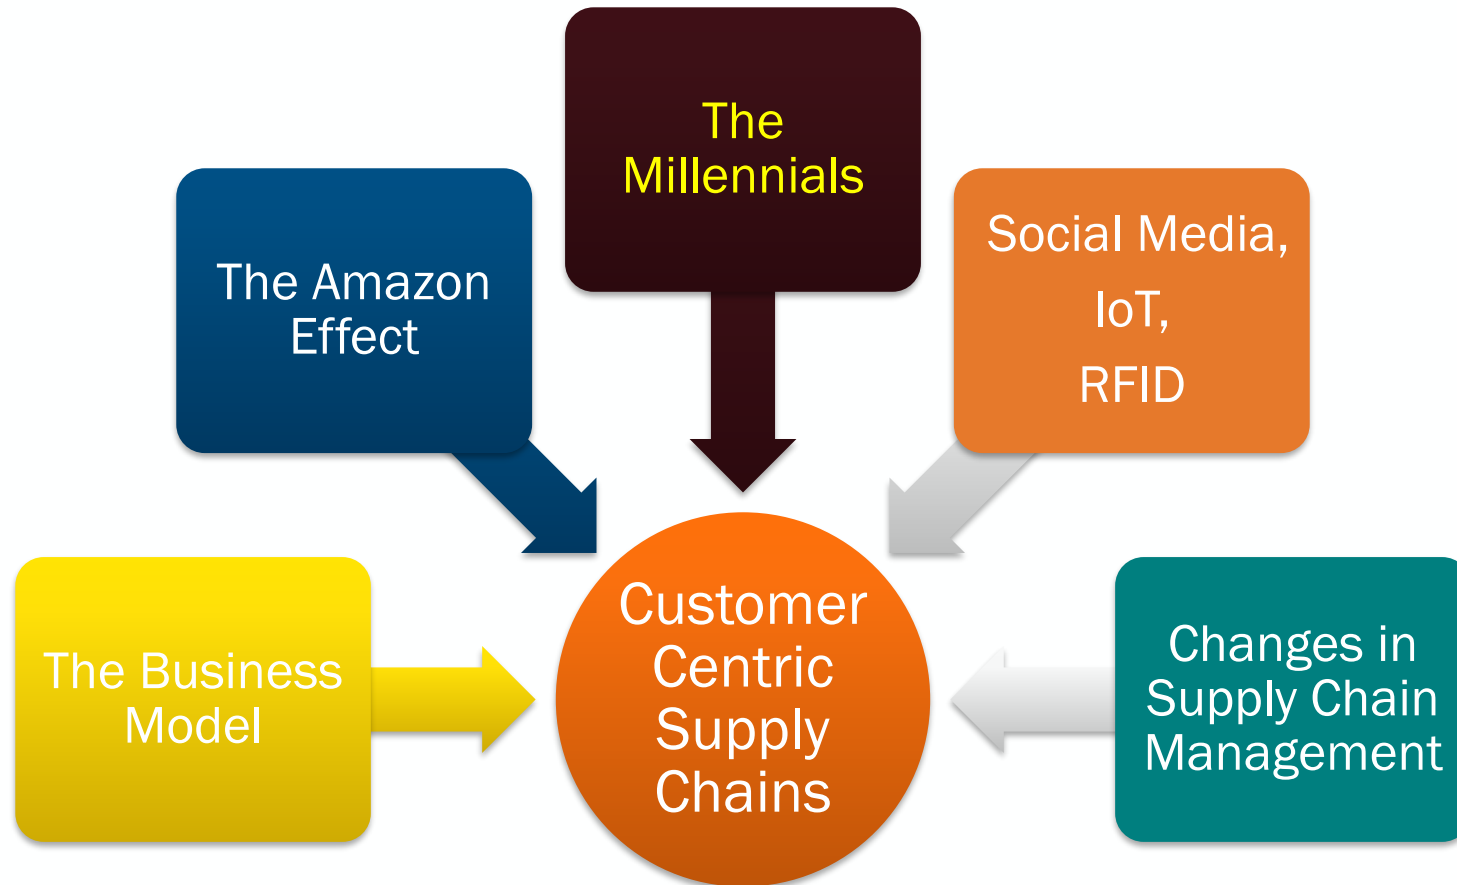 The
Millennials
The Amazon
Effect
Social Media,
IoT,
RFID
The Business
Model
Customer
Centric
Supply
Chains
Changes in
Supply Chain
Management